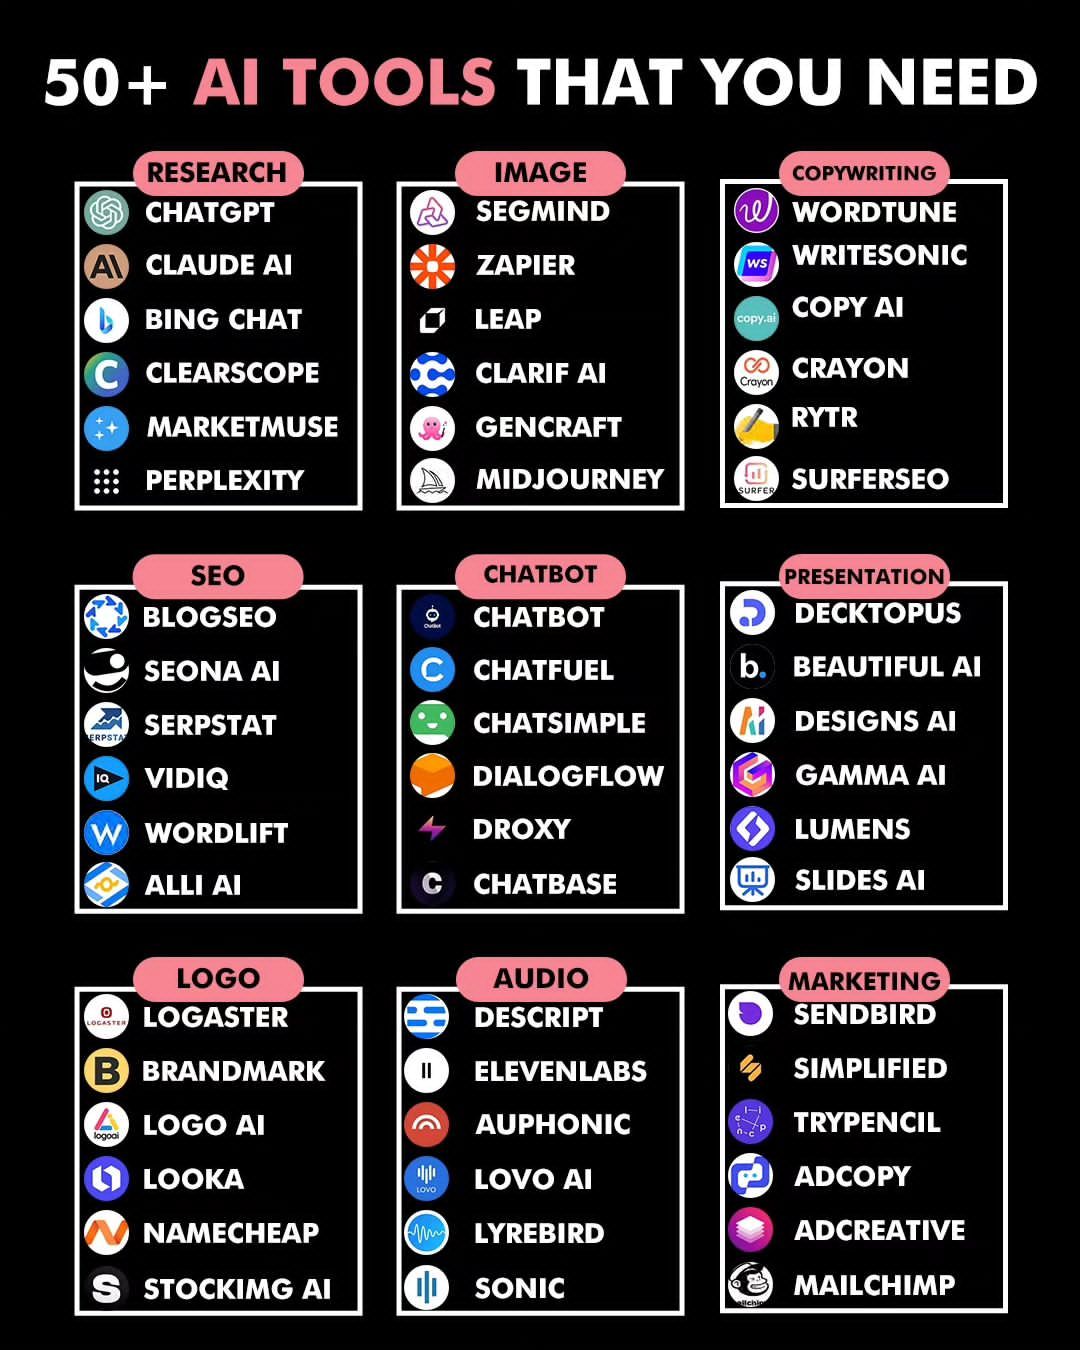 50+ AI TOOLS THAT YOU NEED
RESEARCH
CHATGPT
CLAUDE AI
BING CHAT
CLEARSCOPE
MARKETMUSE
PERPLEXITY
IMAGE
SEGMIND
ZAPIER
LEAP
CLARIF AI
GENCRAFT
MIDJOURNEY
COPYWRITING
WORDTUNE
WS
WRITESONIC
copy.ai
COPY AI
Crayon
CRAYON
RYTR
SURFER
SURFERSEO
SEO
BLOGSEO
SEONA AI
ERPSTA
SERPSTAT
IQ
VIDIQ
W
WORDLIFT
ALLI AI
CHATBOT
ChatBot
CHATBOT
C
CHATFUEL
CHATSIMPLE
DIALOGFLOW
DROXY
C
CHATBASE
PRESENTATION
DECKTOPUS
b.
BEAUTIFUL AI
DESIGNS AI
GAMMA AI
LUMENS
SLIDES AI
LOGO
LOGASTER
LOGASTER
B
BRANDMARK
logoai
LOGO AI
LOOKA
NAMECHEAP
S
STOCKIMG AI
AUDIO
DESCRIPT
ELEVENLABS
AUPHONIC
LOVO
LOVO AI
LYREBIRD
SONIC
MARKETING
SENDBIRD
SIMPLIFIED
TRYPENCIL
ADCOPY
ADCREATIVE
MAILCHIMP